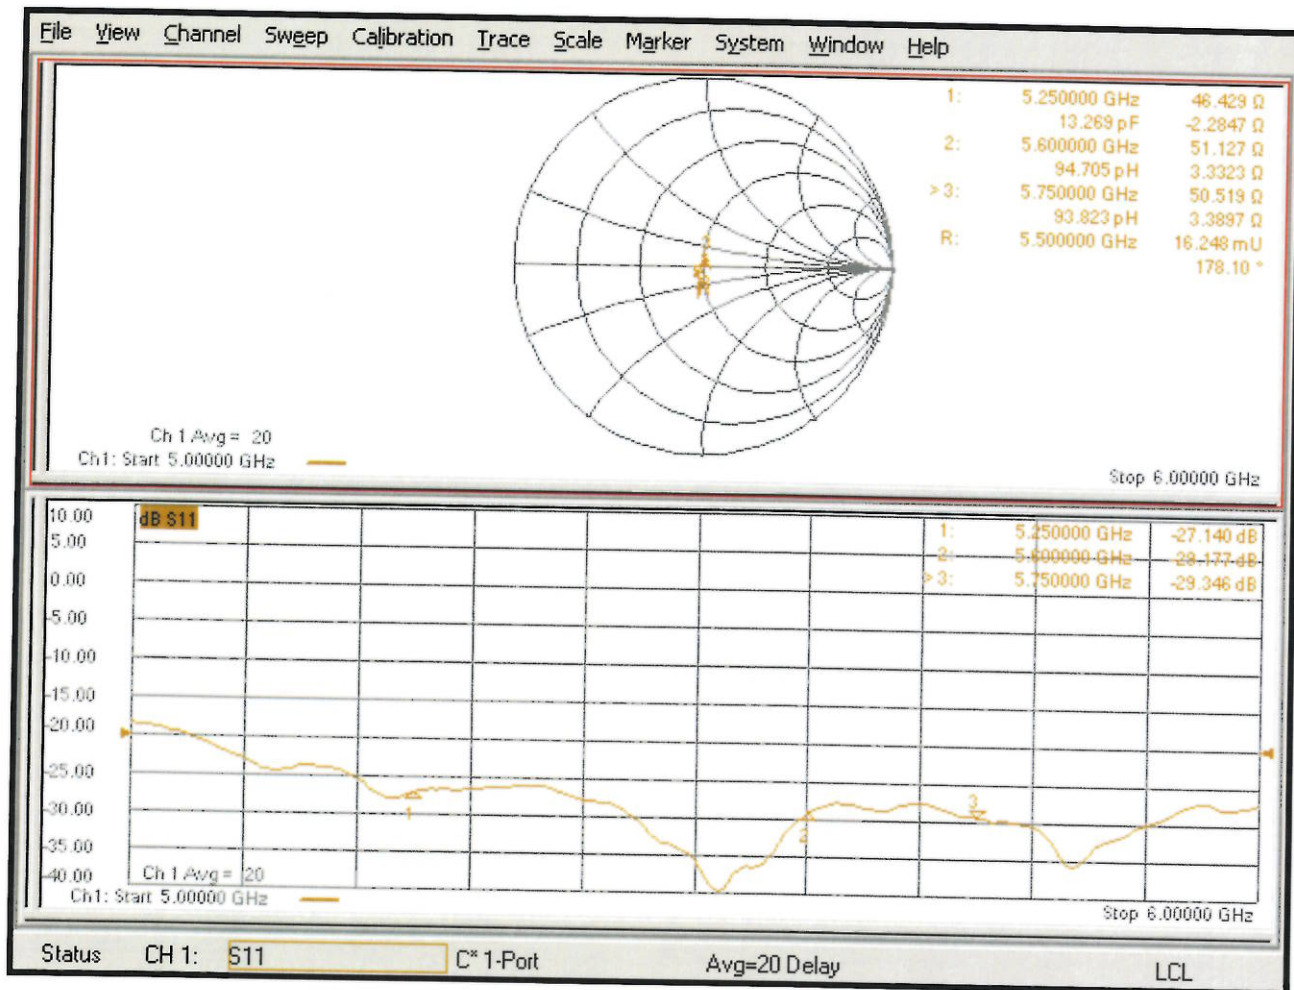 File View Channel Sweep Calibration Trace Scale Marker System Window Help
1: 5.250000 GHz 46.429 Ω
13.269 pF -2.2847 Ω
2: 5.600000 GHz 51.127 Ω
94.705 pH 3.3323 Ω
> 3: 5.750000 GHz 50.519 Ω
93.823 pH 3.3897 Ω
R: 5.500000 GHz 16.248 mU
178.10 °
Ch 1 Avg = 20
Ch1: Start 5.00000 GHz
Stop 6.00000 GHz
dB S11
10.00
5.00
0.00
-5.00
-10.00
-15.00
-20.00
-25.00
-30.00
-35.00
-40.00
1: 5.250000 GHz -27.140 dB
2: 5.600000 GHz -29.177 dB
> 3: 5.750000 GHz -29.346 dB
1
2
3
Ch 1 Avg = 20
Ch1: Start 5.00000 GHz
Stop 6.00000 GHz
Status CH 1: S11 C* 1-Port Avg=20 Delay LCL